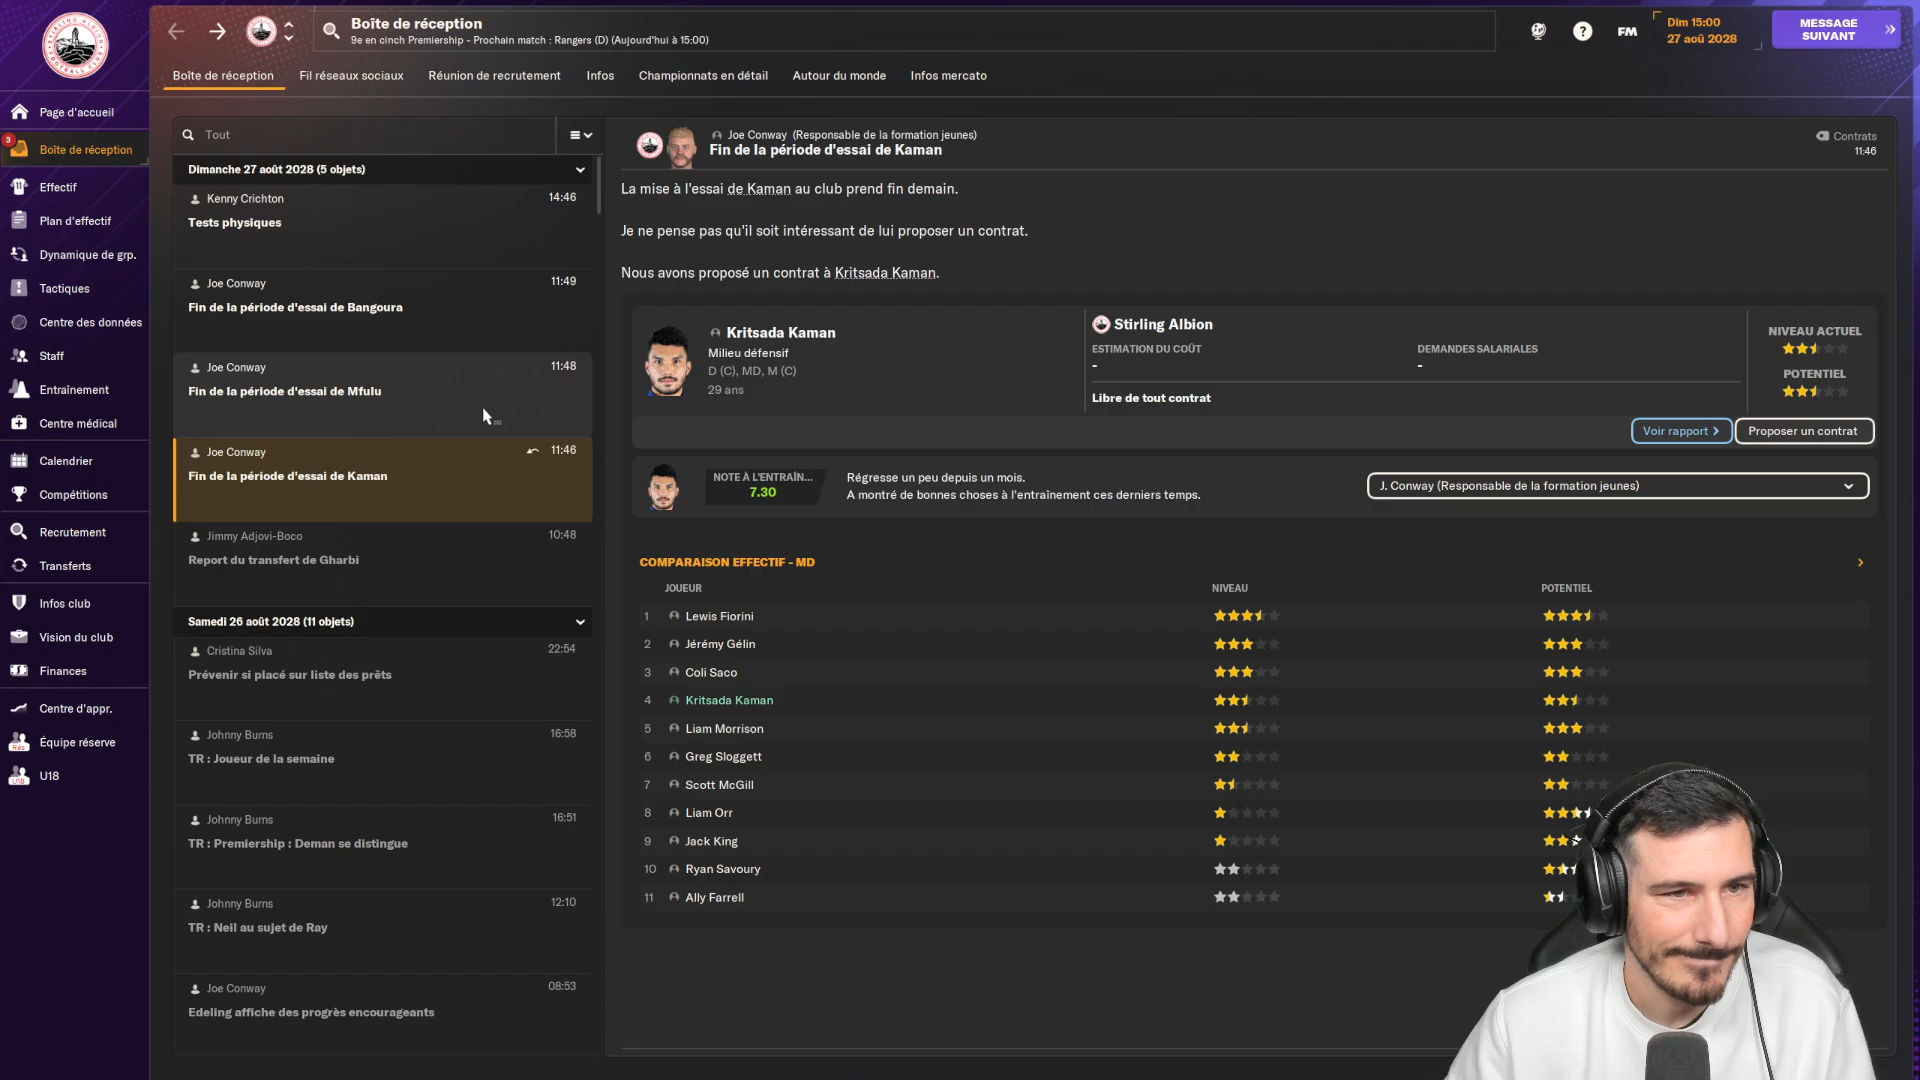 Boîte de réception
9e en cinch Premiership - Prochain match : Rangers (D) (Aujourd'hui à 15:00)
FM
Dim 15:00
27 aoû 2028
MESSAGE
SUIVANT
Boîte de réception
Fil réseaux sociaux
Réunion de recrutement
Infos
Championnats en détail
Autour du monde
Infos mercato
Page d'accueil
3
Boîte de réception
Effectif
Plan d'effectif
Dynamique de grp.
Tactiques
Centre des données
Staff
Entraînement
Centre médical
Calendrier
Compétitions
Recrutement
Transferts
Infos club
Vision du club
Finances
Centre d'appr.
Équipe réserve
U18
Tout
Dimanche 27 août 2028 (5 objets)
Kenny Crichton 14:46
Tests physiques
Joe Conway 11:49
Fin de la période d'essai de Bangoura
Joe Conway 11:48
Fin de la période d'essai de Mfulu
Joe Conway 11:46
Fin de la période d'essai de Kaman
Jimmy Adjovi-Boco 10:48
Report du transfert de Gharbi
Samedi 26 août 2028 (11 objets)
Cristina Silva 22:54
Prévenir si placé sur liste des prêts
Johnny Burns 16:58
TR : Joueur de la semaine
Johnny Burns 16:51
TR : Premiership : Deman se distingue
Johnny Burns 12:10
TR : Neil au sujet de Ray
Joe Conway 08:53
Edeling affiche des progrès encourageants
Joe Conway (Responsable de la formation jeunes)
Fin de la période d'essai de Kaman
Contrats
11:46
La mise à l'essai de Kaman au club prend fin demain.
Je ne pense pas qu'il soit intéressant de lui proposer un contrat.
Nous avons proposé un contrat à Kritsada Kaman.
Kritsada Kaman
Milieu défensif
D (C), MD, M (C)
29 ans
Stirling Albion
ESTIMATION DU COÛT
-
DEMANDES SALARIALES
-
Libre de tout contrat
NIVEAU ACTUEL
POTENTIEL
Voir rapport
Proposer un contrat
NOTE À L'ENTRAÎN...
7.30
Régresse un peu depuis un mois.
A montré de bonnes choses à l'entraînement ces derniers temps.
J. Conway (Responsable de la formation jeunes)
COMPARAISON EFFECTIF - MD
JOUEUR NIVEAU POTENTIEL
1 Lewis Fiorini
2 Jérémy Gélin
3 Coli Saco
4 Kritsada Kaman
5 Liam Morrison
6 Greg Sloggett
7 Scott McGill
8 Liam Orr
9 Jack King
10 Ryan Savoury
11 Ally Farrell